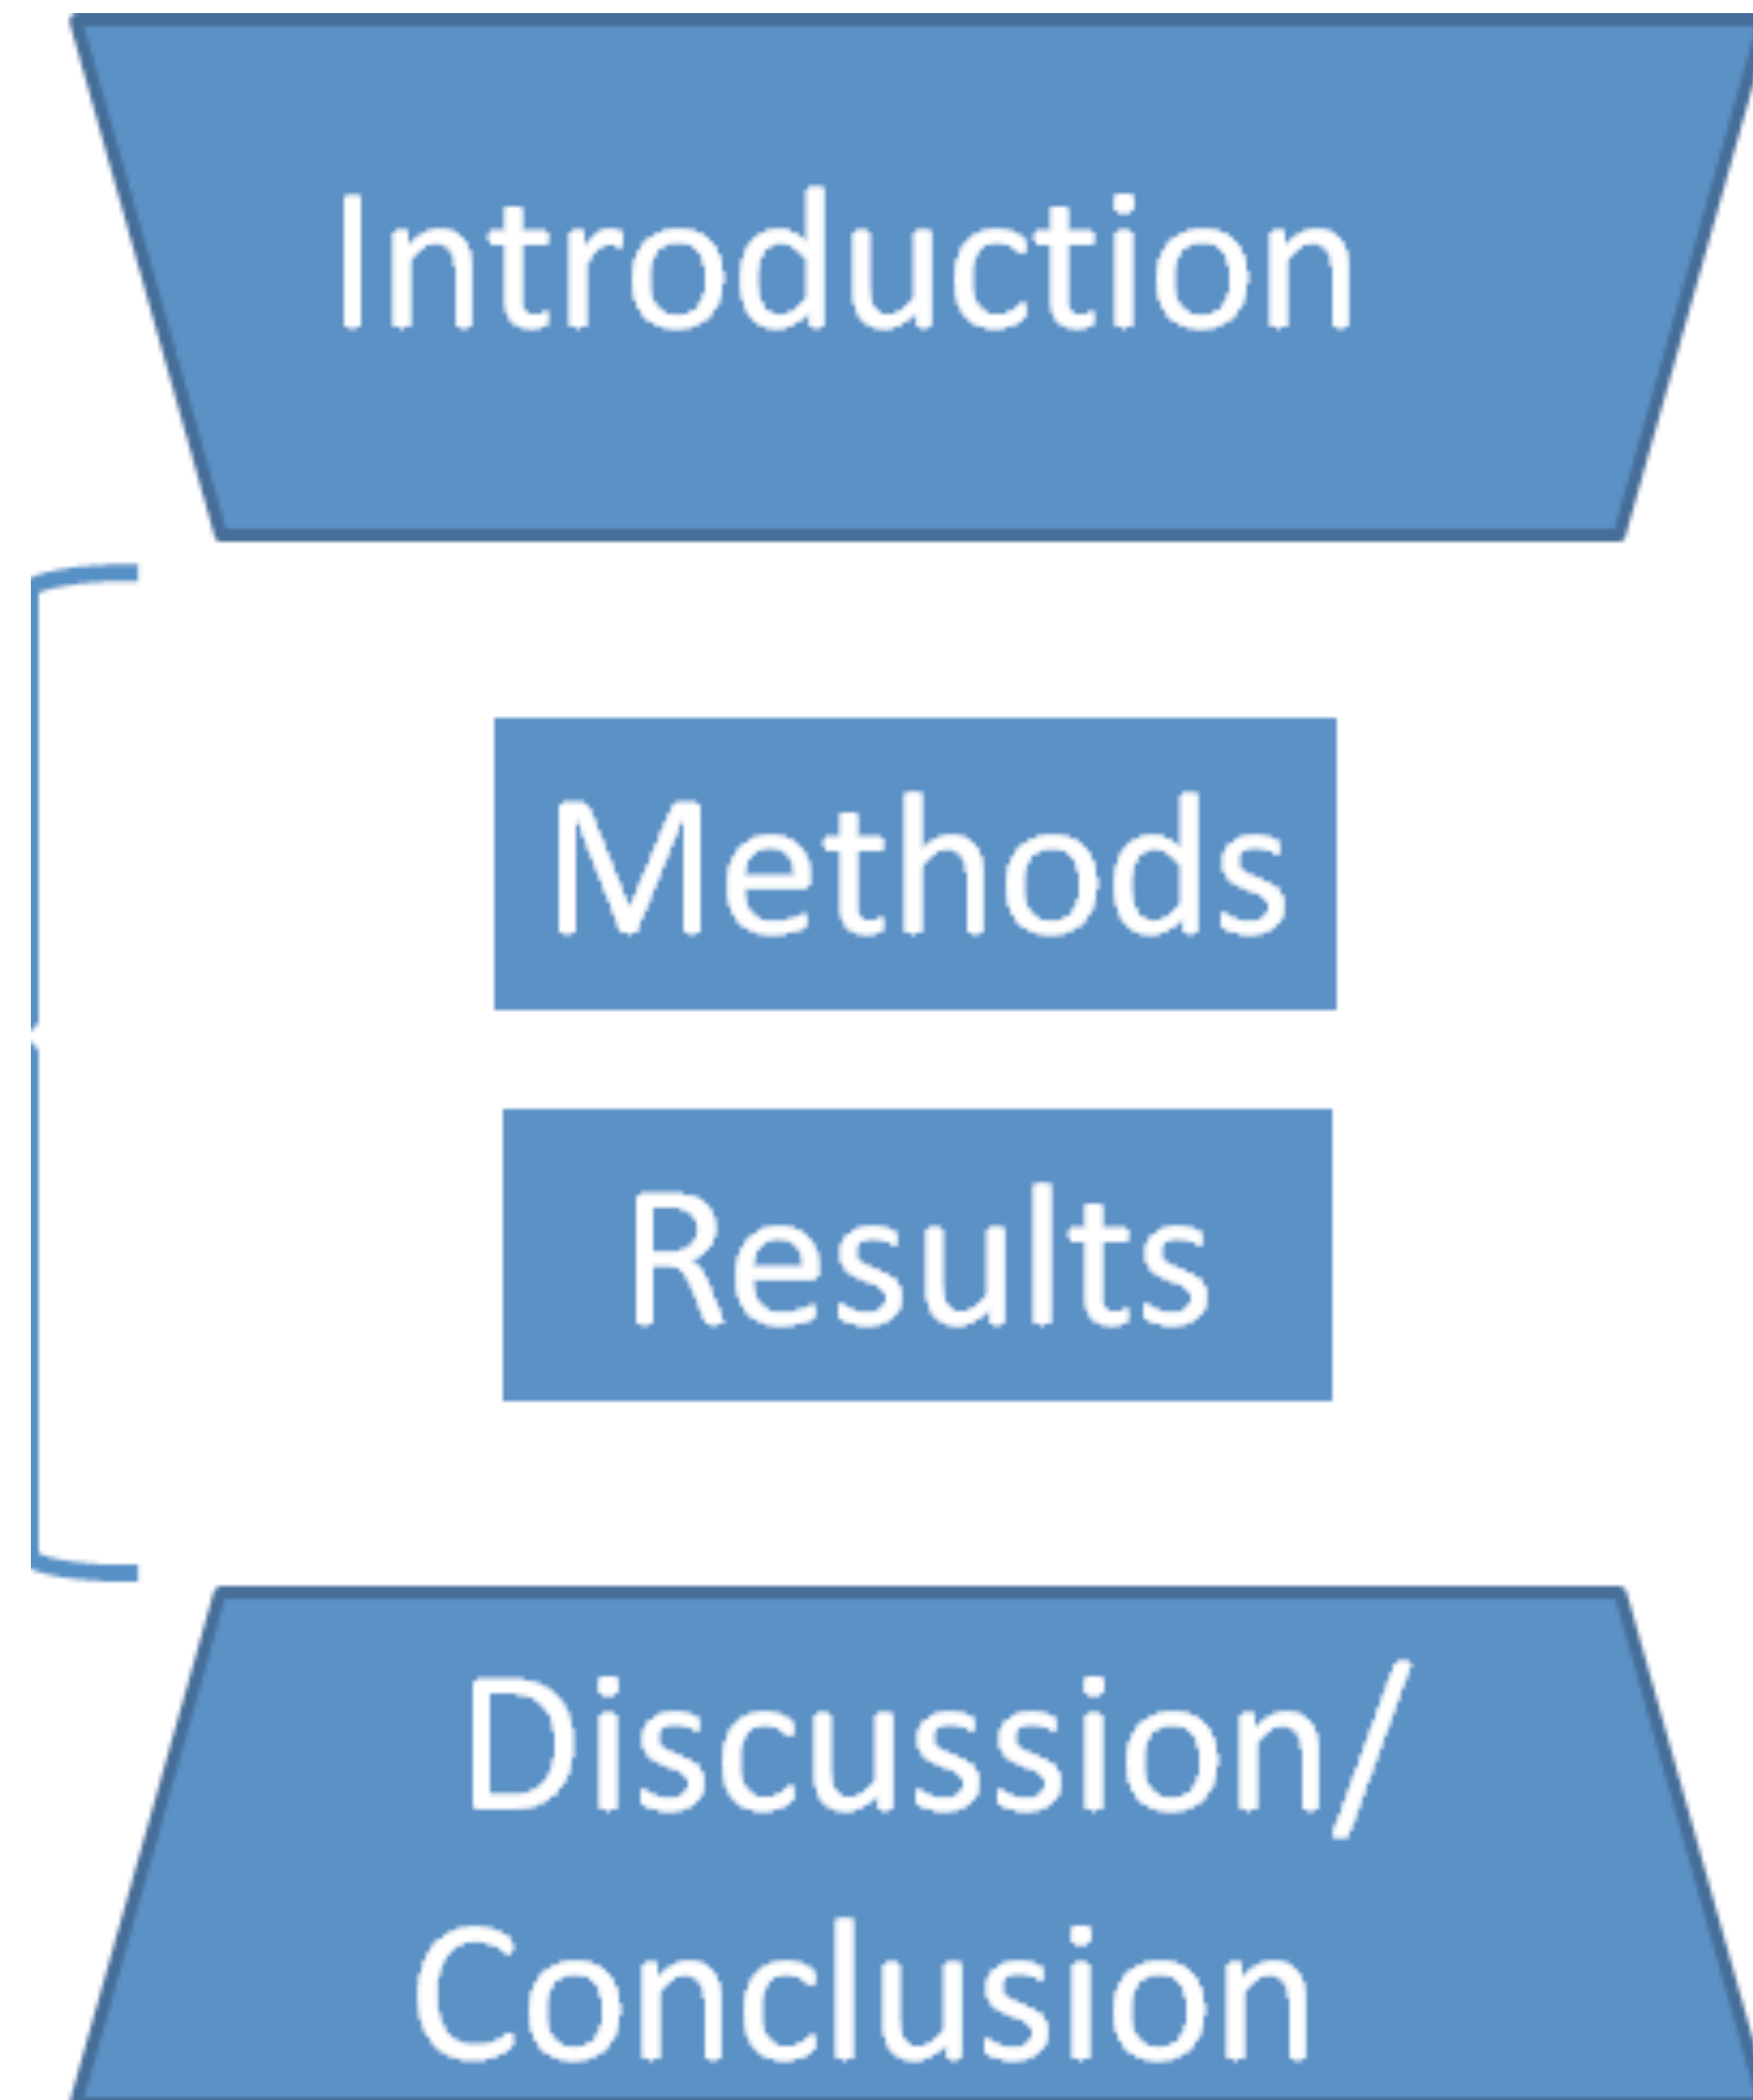 Introduction
Methods
Results
Discussion/
Conclusion